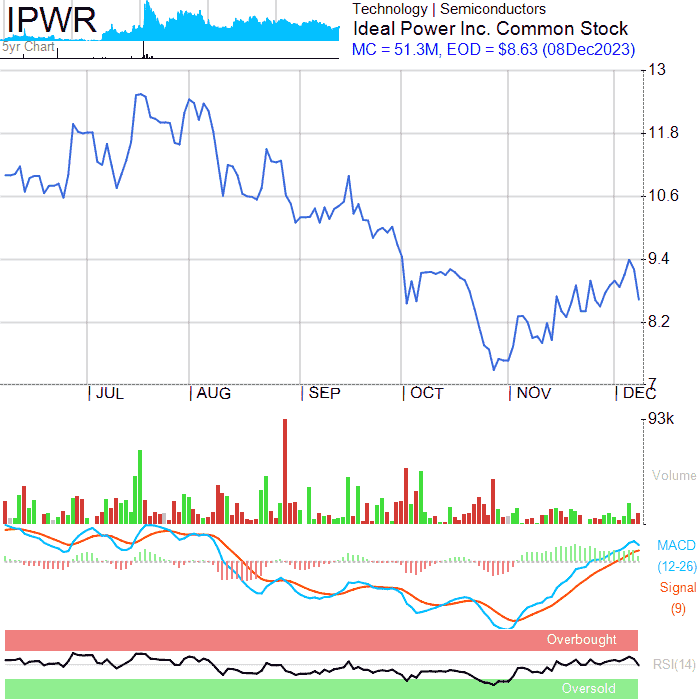 IPWR
5yr Chart
Technology | Semiconductors
Ideal Power Inc. Common Stock
MC = 51.3M, EOD = $8.63 (08Dec2023)
13
11.8
10.6
9.4
8.2
7
JUL AUG SEP OCT NOV DEC
93k
Volume
MACD
(12-26)
Signal
(9)
Overbought
RSI(14)
Oversold